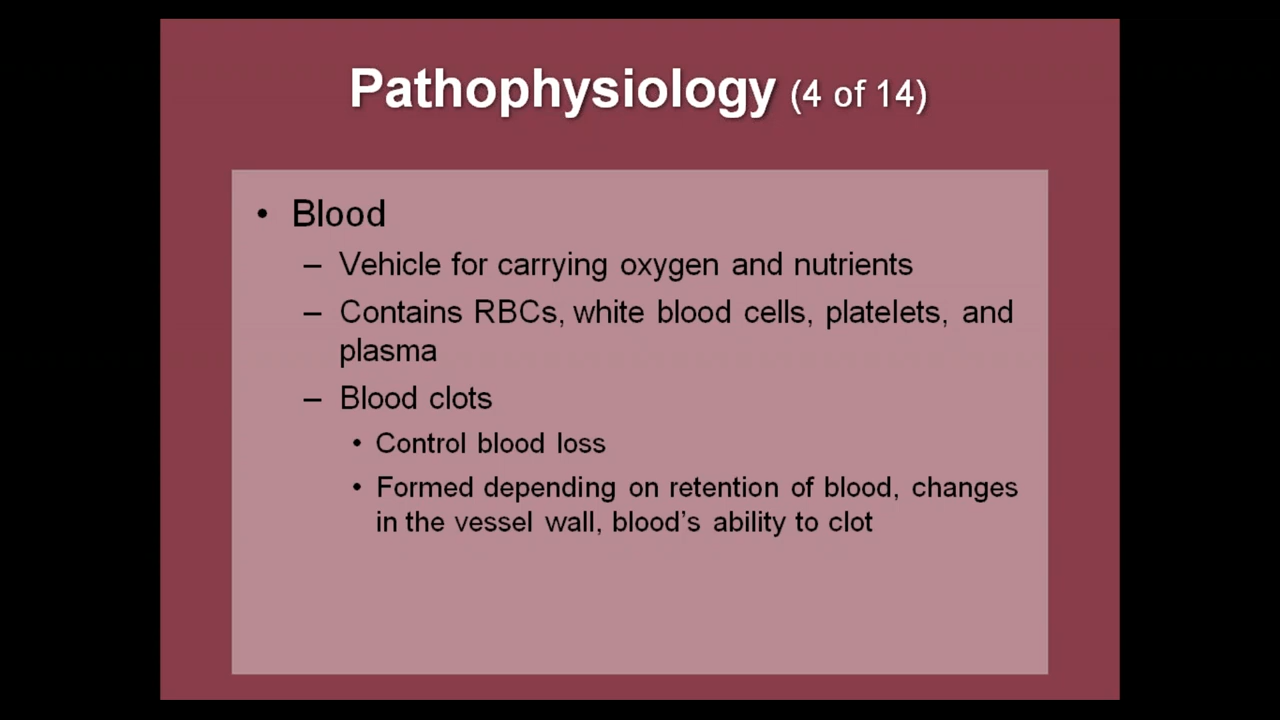 Pathophysiology (4 of 14)
• Blood
– Vehicle for carrying oxygen and nutrients
– Contains RBCs, white blood cells, platelets, and
plasma
– Blood clots
• Control blood loss
• Formed depending on retention of blood, changes
in the vessel wall, blood’s ability to clot